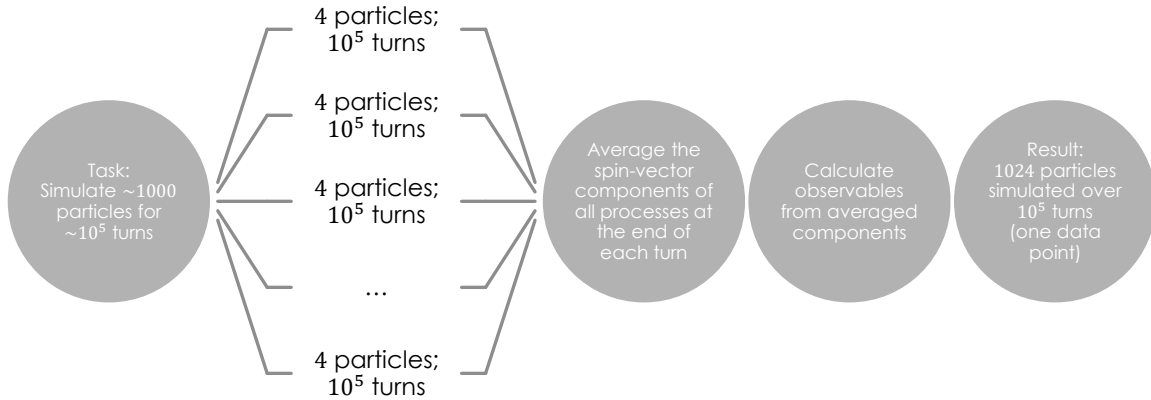 Task:
Simulate ~1000
particles for
~10⁵ turns
4 particles;
10⁵ turns
4 particles;
10⁵ turns
4 particles;
10⁵ turns
...
4 particles;
10⁵ turns
Average the
spin-vector
components of
all processes at
the end of
each turn
Calculate
observables
from averaged
components
Result:
1024 particles
simulated over
10⁵ turns
(one data
point)